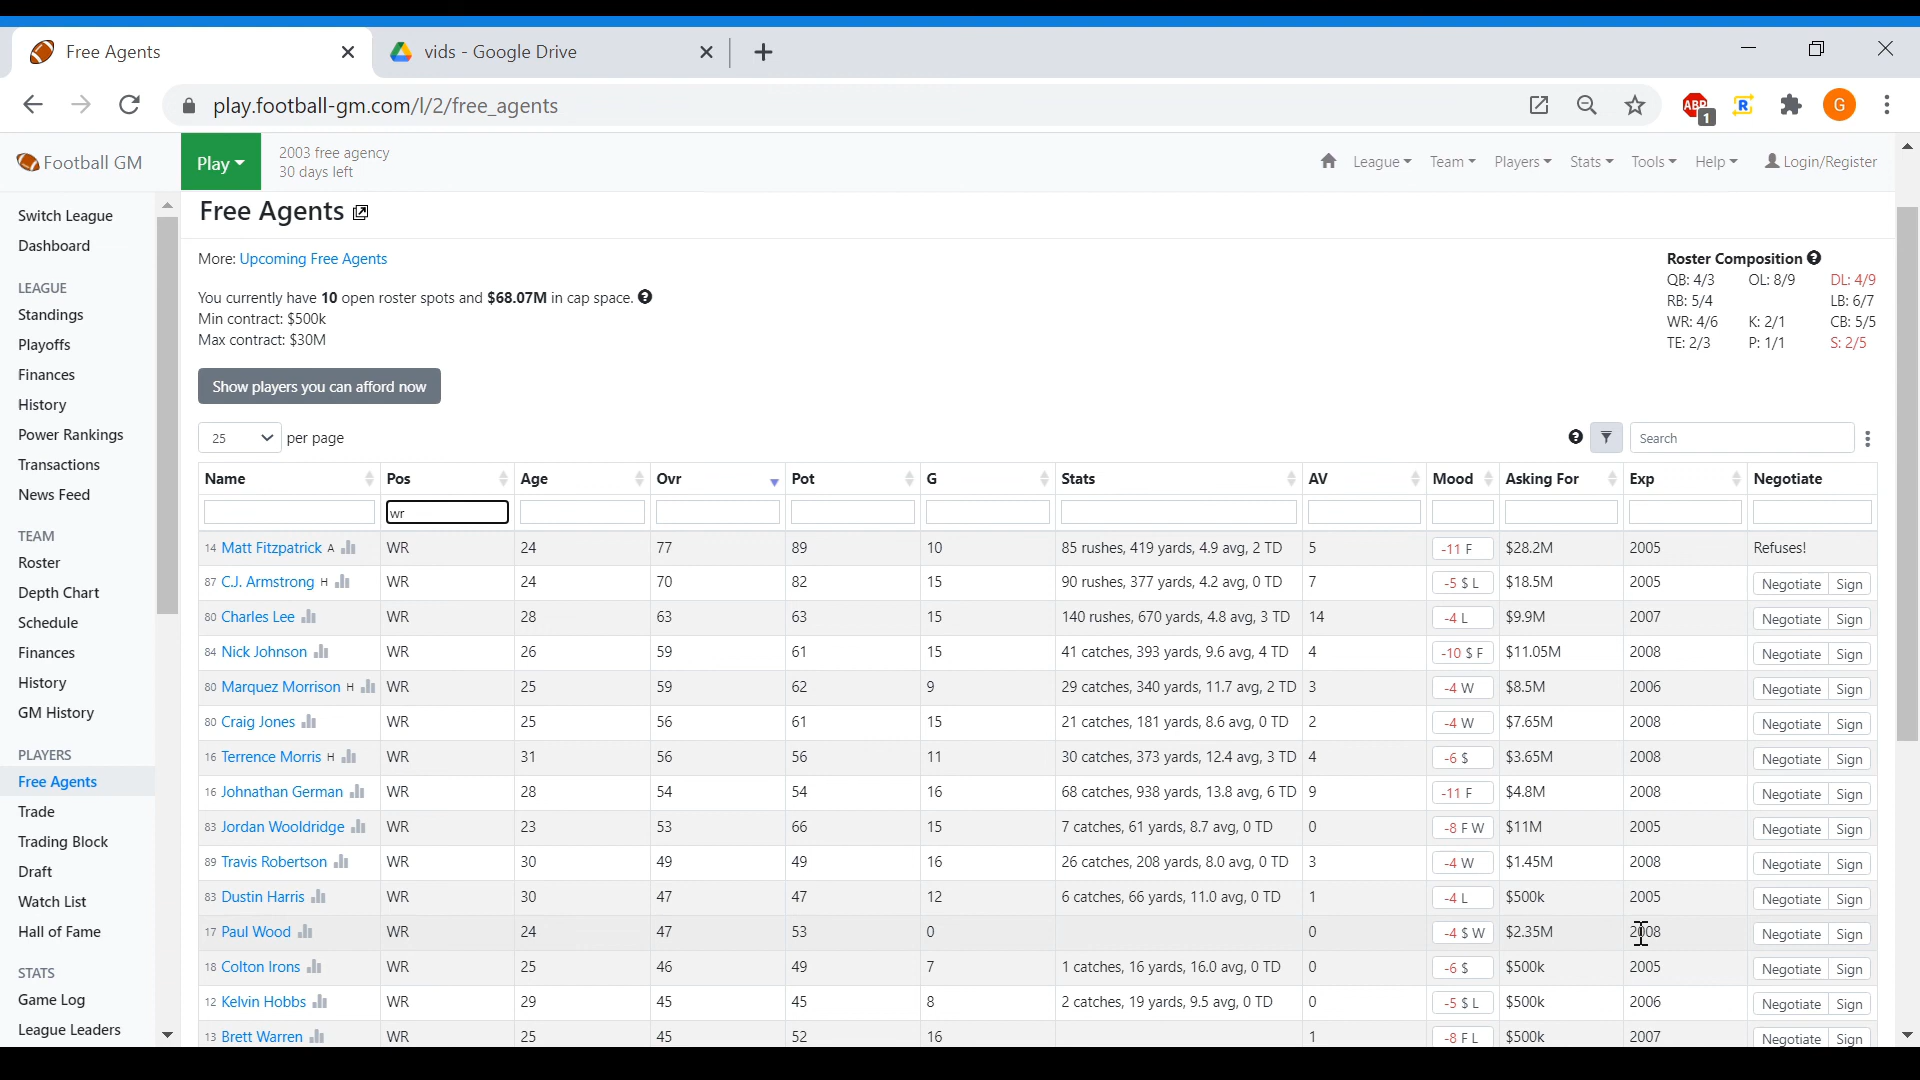 Free Agents
vids - Google Drive
play.football-gm.com/l/2/free_agents
ABP
1
R
G
Football GM
Play
2003 free agency
30 days left
League
Team
Players
Stats
Tools
Help
Login/Register
Switch League
Dashboard
LEAGUE
Standings
Playoffs
Finances
History
Power Rankings
Transactions
News Feed
TEAM
Roster
Depth Chart
Schedule
Finances
History
GM History
PLAYERS
Free Agents
Trade
Trading Block
Draft
Watch List
Hall of Fame
STATS
Game Log
League Leaders
Free Agents
More: Upcoming Free Agents
You currently have 10 open roster spots and $68.07M in cap space. ?
Min contract: $500k
Max contract: $30M
Roster Composition ?
QB: 4/3 OL: 8/9 DL: 4/9
RB: 5/4 LB: 6/7
WR: 4/6 K: 2/1 CB: 5/5
TE: 2/3 P: 1/1 S: 2/5
Show players you can afford now
25 per page
? Search
Name Pos Age Ovr Pot G Stats AV Mood Asking For Exp Negotiate
wr
14 Matt Fitzpatrick A WR 24 77 89 10 85 rushes, 419 yards, 4.9 avg, 2 TD 5 -11 F $28.2M 2005 Refuses!
87 C.J. Armstrong H WR 24 70 82 15 90 rushes, 377 yards, 4.2 avg, 0 TD 7 -5 $ L $18.5M 2005 Negotiate Sign
80 Charles Lee WR 28 63 63 15 140 rushes, 670 yards, 4.8 avg, 3 TD 14 -4 L $9.9M 2007 Negotiate Sign
84 Nick Johnson WR 26 59 61 15 41 catches, 393 yards, 9.6 avg, 4 TD 4 -10 $ F $11.05M 2008 Negotiate Sign
80 Marquez Morrison H WR 25 59 62 9 29 catches, 340 yards, 11.7 avg, 2 TD 3 -4 W $8.5M 2006 Negotiate Sign
80 Craig Jones WR 25 56 61 15 21 catches, 181 yards, 8.6 avg, 0 TD 2 -4 W $7.65M 2008 Negotiate Sign
16 Terrence Morris H WR 31 56 56 11 30 catches, 373 yards, 12.4 avg, 3 TD 4 -6 $ $3.65M 2008 Negotiate Sign
16 Johnathan German WR 28 54 54 16 68 catches, 938 yards, 13.8 avg, 6 TD 9 -11 F $4.8M 2008 Negotiate Sign
83 Jordan Wooldridge WR 23 53 66 15 7 catches, 61 yards, 8.7 avg, 0 TD 0 -8 F W $11M 2005 Negotiate Sign
89 Travis Robertson WR 30 49 49 16 26 catches, 208 yards, 8.0 avg, 0 TD 3 -4 W $1.45M 2008 Negotiate Sign
83 Dustin Harris WR 30 47 47 12 6 catches, 66 yards, 11.0 avg, 0 TD 1 -4 L $500k 2005 Negotiate Sign
17 Paul Wood WR 24 47 53 0 0 -4 $ W $2.35M 2008 Negotiate Sign
18 Colton Irons WR 25 46 49 7 1 catches, 16 yards, 16.0 avg, 0 TD 0 -6 $ $500k 2005 Negotiate Sign
12 Kelvin Hobbs WR 29 45 45 8 2 catches, 19 yards, 9.5 avg, 0 TD 0 -5 $ L $500k 2006 Negotiate Sign
13 Brett Warren WR 25 45 52 16 1 -8 F L $500k 2007 Negotiate Sign